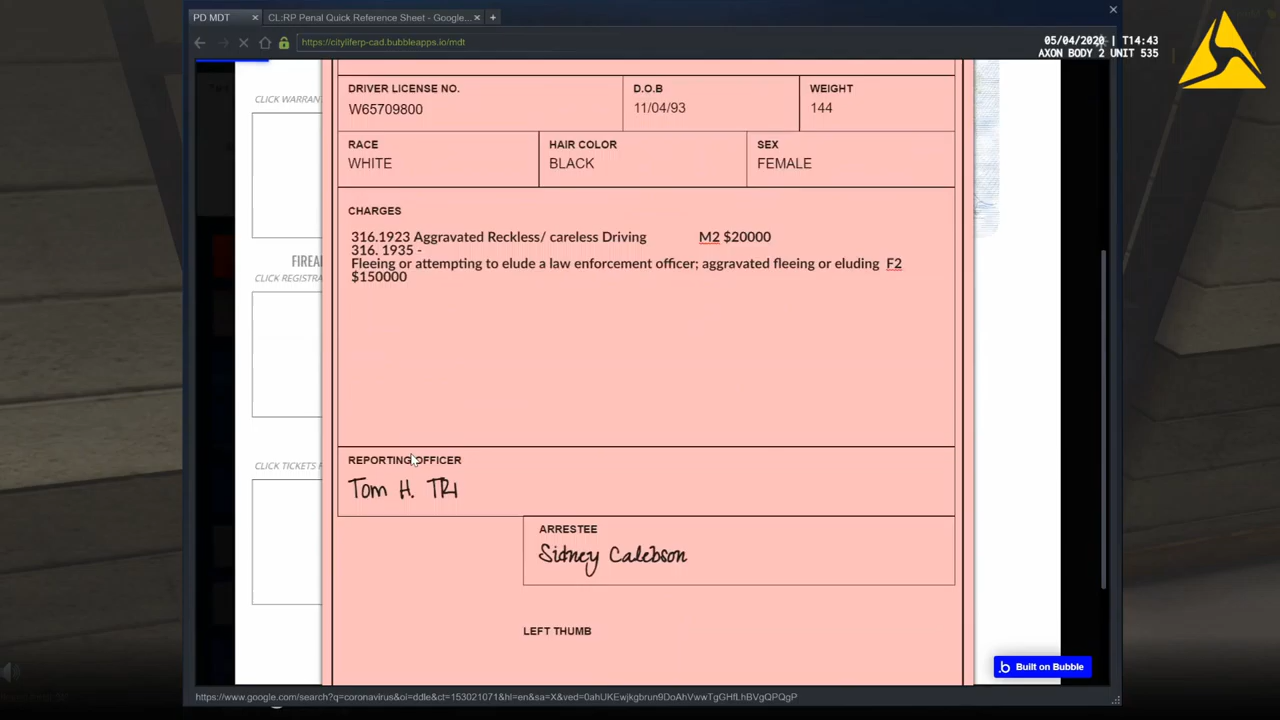 PD MDT
CL:RP Penal Quick Reference Sheet - Google...
https://cityliferp-cad.bubbleapps.io/mdt
05/04/2020 | T14:43
AXON BODY 2 UNIT 535
CLICK WARRAN
DRIVER LICENSE NO. D.O.B WEIGHT
W65709800 11/04/93 144
RACE HAIR COLOR SEX
WHITE BLACK FEMALE
CHARGES
316.1923 Aggravated Reckless/ careless Driving M2 $20000
316. 1935 -
Fleeing or attempting to elude a law enforcement officer; aggravated fleeing or eluding F2
$150000
FIREA
CLICK REGISTRA
CLICK TICKETS F
REPORTING OFFICER
Tom H. TR1
ARRESTEE
Sidney Calebson
LEFT THUMB
b Built on Bubble
https://www.google.com/search?q=coronavirus&oi=ddle&ct=153021071&hl=en&sa=X&ved=0ahUKEwjkgbrun9DoAhVwwTgGHfLhBVgQPQgP